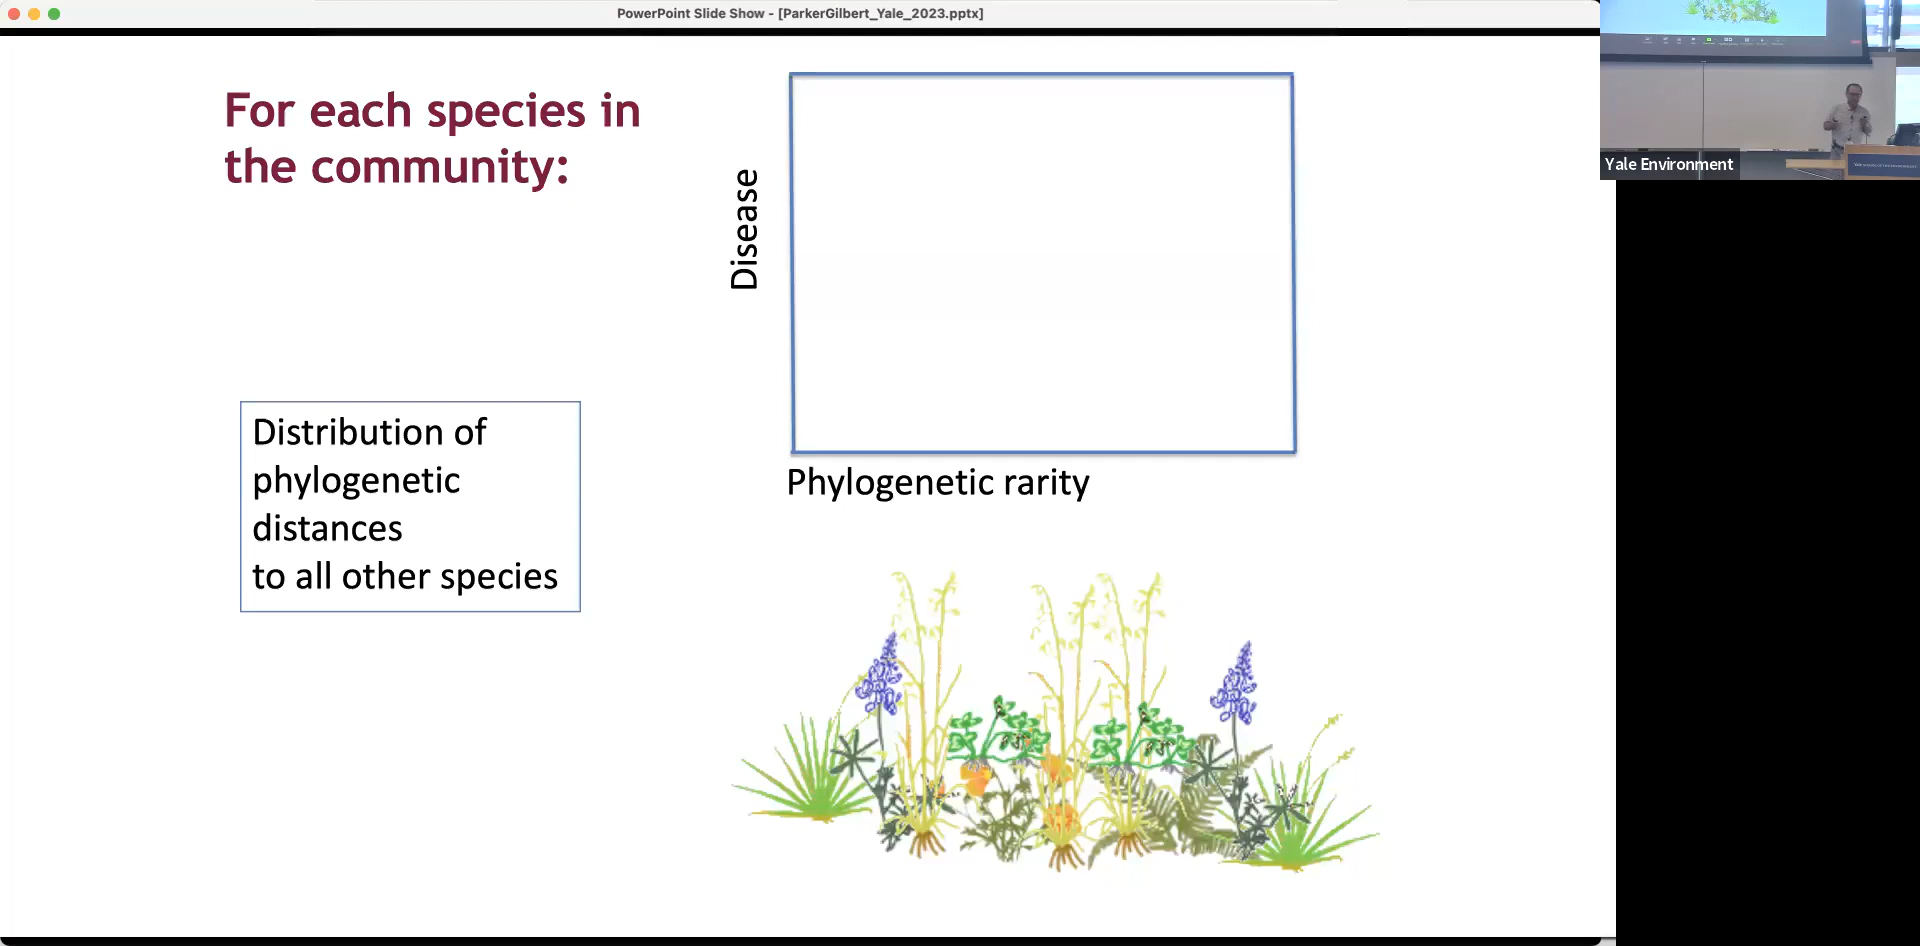 PowerPoint Slide Show - [ParkerGilbert_Yale_2023.pptx]
For each species in
the community:
Disease
Phylogenetic rarity
Distribution of
phylogenetic
distances
to all other species
Yale Environment